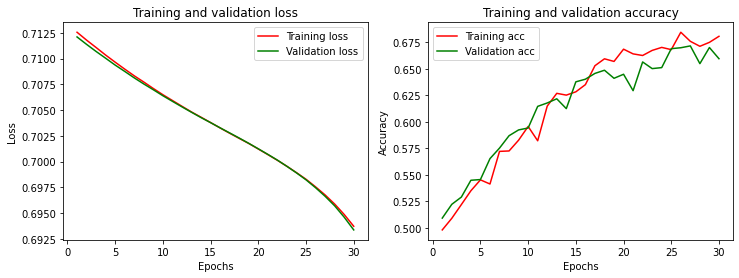 Training and validation loss
0.7125
0.7100
0.7075
0.7050
0.7025
0.7000
0.6975
0.6950
0.6925
Loss
Training loss
Validation loss
0 5 10 15 20 25 30
Epochs
Training and validation accuracy
0.675
0.650
0.625
0.600
0.575
0.550
0.525
0.500
Accuracy
Training acc
Validation acc
0 5 10 15 20 25 30
Epochs